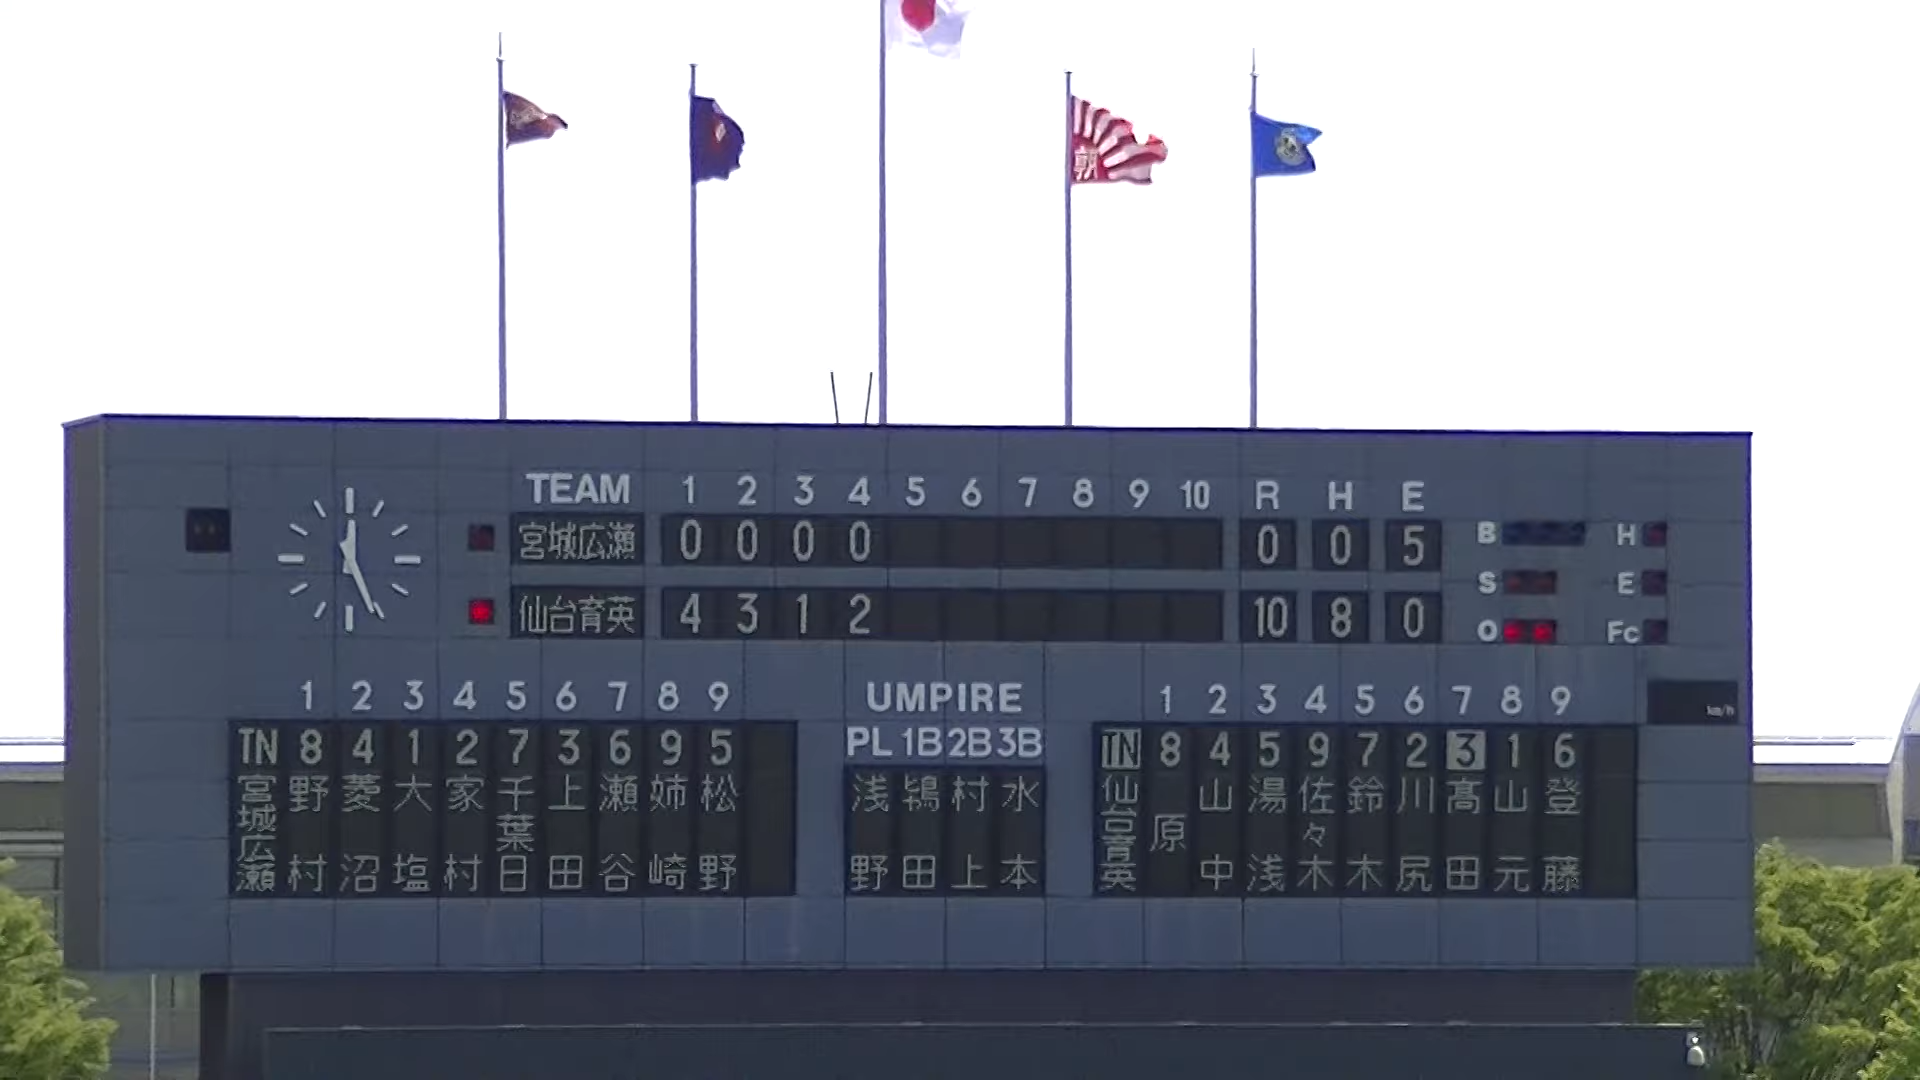 朝
TEAM 1 2 3 4 5 6 7 8 9 10 R H E
宮城広瀬 0 0 0 0 0 0 5
仙台育英 4 3 1 2 10 8 0
B H
S E
O Fc
1 2 3 4 5 6 7 8 9
IN 8 4 1 2 7 3 6 9 5
宮城広瀬
野村
菱沼
大塩
家村
千葉日
上田
瀬谷
姉崎
松野
UMPIRE
PL 1B 2B 3B
浅野
鴇田
村上
水本
1 2 3 4 5 6 7 8 9
IN 8 4 5 9 7 2 3 1 6
仙台育英
原
山中
湯浅
佐々木
鈴木
川尻
髙田
山元
登藤
km/h